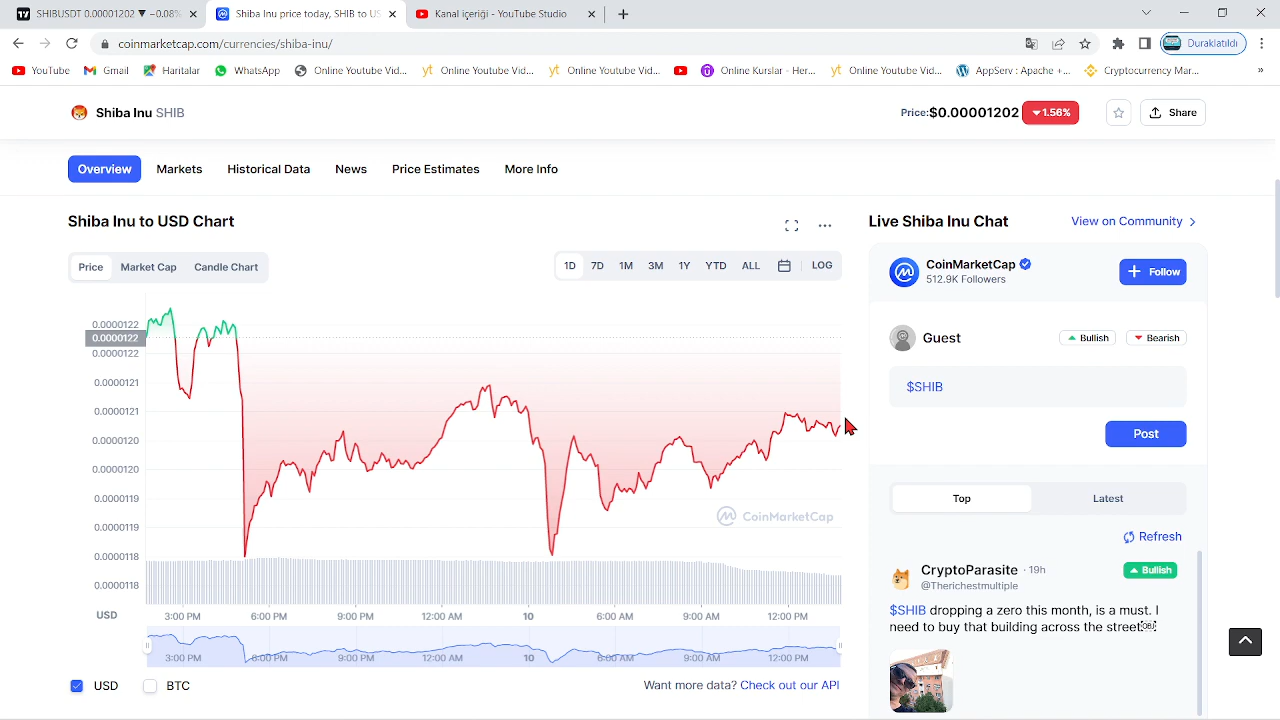 SHIBUSDT 0.00001202 ▼ −0.08%
Shiba Inu price today, SHIB to US
Kanal içeriği - YouTube Studio
coinmarketcap.com/currencies/shiba-inu/
Duraklatıldı
YouTube
Gmail
Haritalar
WhatsApp
Online Youtube Vid...
Online Youtube Vid...
Online Youtube Vid...
Online Kurslar - Her...
Online Youtube Vid...
AppServ : Apache +...
Cryptocurrency Mar...
»
Shiba Inu SHIB
Price:$0.00001202 1.56%
Share
Overview
Markets
Historical Data
News
Price Estimates
More Info
Shiba Inu to USD Chart
Price
Market Cap
Candle Chart
1D
7D
1M
3M
1Y
YTD
ALL
LOG
0.0000122
0.0000122
0.0000122
0.0000121
0.0000121
0.0000120
0.0000120
0.0000119
0.0000119
0.0000118
0.0000118
USD
CoinMarketCap
3:00 PM
6:00 PM
9:00 PM
12:00 AM
10
6:00 AM
9:00 AM
12:00 PM
3:00 PM
6:00 PM
9:00 PM
12:00 AM
10
6:00 AM
9:00 AM
12:00 PM
USD
BTC
Want more data? Check out our API
Live Shiba Inu Chat
View on Community
CoinMarketCap
512.9K Followers
+ Follow
Guest
Bullish
Bearish
$SHIB
Post
Top
Latest
Refresh
CryptoParasite · 19h
@Therichestmultiple
Bullish
$SHIB dropping a zero this month, is a must. I
need to buy that building across the street